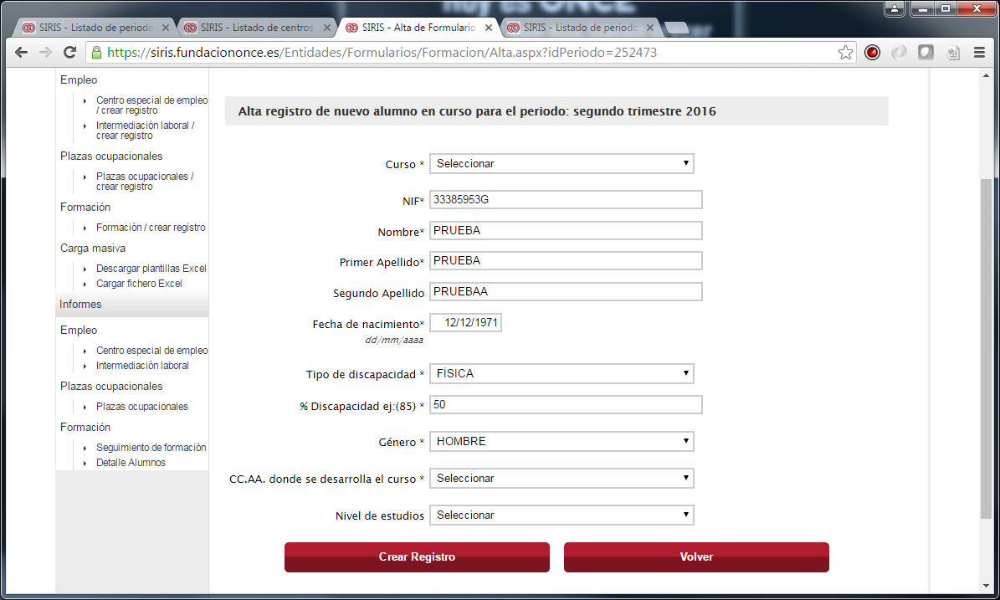 hoy es ONCE
SIRIS - Listado de periodo
SIRIS - Listado de centros
SIRIS - Alta de Formulario
SIRIS - Listado de periodo
https://siris.fundaciononce.es/Entidades/Formularios/Formacion/Alta.aspx?idPeriodo=252473
Empleo
Centro especial de empleo
/ crear registro
Intermediación laboral /
crear registro
Plazas ocupacionales
Plazas ocupacionales /
crear registro
Formación
Formación / crear registro
Carga masiva
Descargar plantillas Excel
Cargar fichero Excel
Informes
Empleo
Centro especial de empleo
Intermediación laboral
Plazas ocupacionales
Plazas ocupacionales
Formación
Seguimiento de formación
Detalle Alumnos
Alta registro de nuevo alumno en curso para el periodo: segundo trimestre 2016
Curso * Seleccionar
NIF* 33385953G
Nombre* PRUEBA
Primer Apellido* PRUEBA
Segundo Apellido PRUEBAA
Fecha de nacimiento* 12/12/1971
dd/mm/aaaa
Tipo de discapacidad * FÍSICA
% Discapacidad ej:(85) * 50
Género * HOMBRE
CC.AA. donde se desarrolla el curso * Seleccionar
Nivel de estudios Seleccionar
Crear Registro Volver